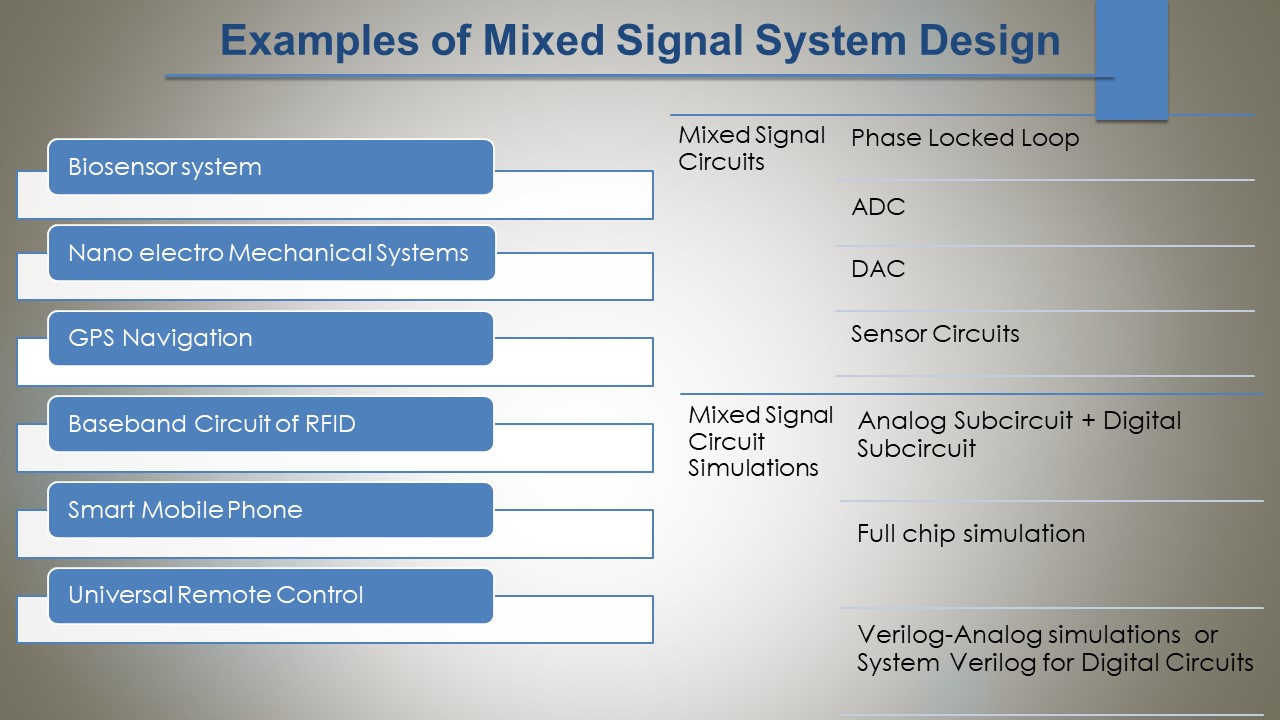 Examples of Mixed Signal System Design
Biosensor system
Nano electro Mechanical Systems
GPS Navigation
Baseband Circuit of RFID
Smart Mobile Phone
Universal Remote Control
Mixed Signal
Circuits
Phase Locked Loop
ADC
DAC
Sensor Circuits
Mixed Signal
Circuit
Simulations
Analog Subcircuit + Digital
Subcircuit
Full chip simulation
Verilog-Analog simulations or
System Verilog for Digital Circuits